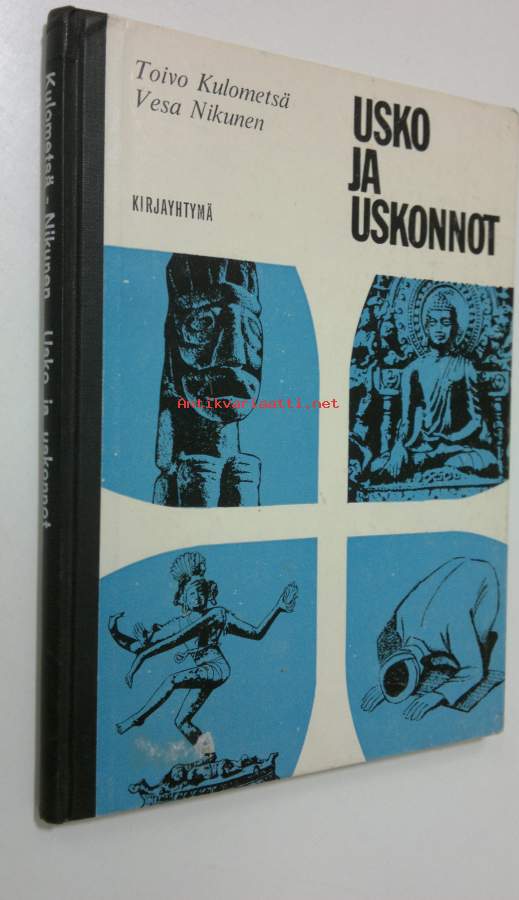 Toivo Kulometsä
Vesa Nikunen
USKO
JA
USKONNOT
KIRJAYHTYMÄ
Antikvariaatti.net
Kulometsä - Nikunen Usko ja uskonnot